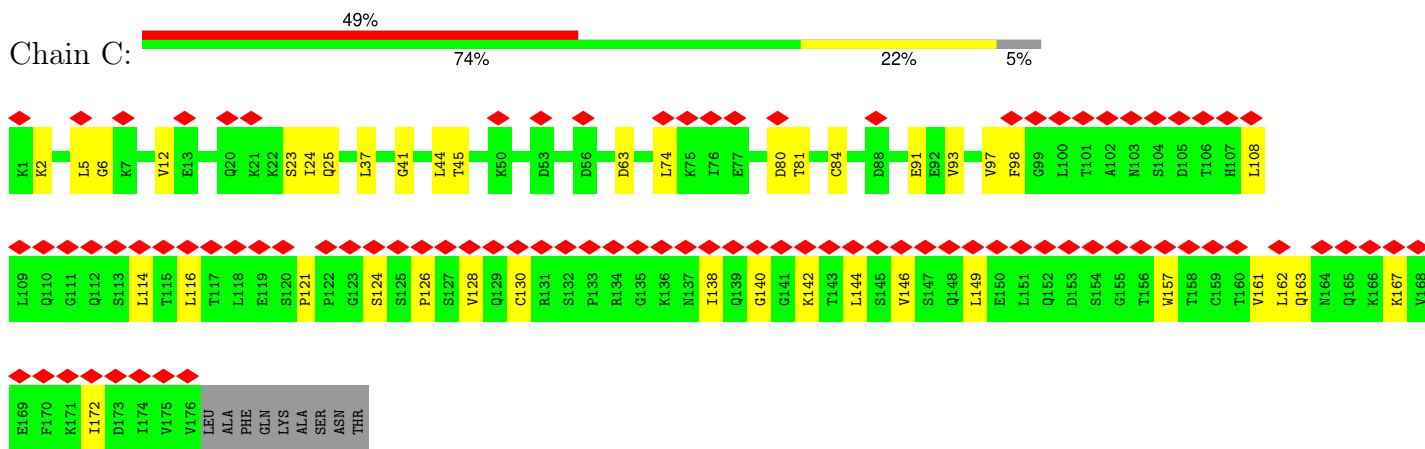 49%
Chain C:
74% 22% 5%
K1 K2 L5 G6 K7 V12 E13 Q20 K21 K22 S23 I24 Q25 L37 G41 L44 T45 K50 D53 D56 D63 L74 K75 I76 E77 D80 T81 C84 D88 E91 E92 V93 V97 F98 G99 L100 T101 A102 N103 S104 D105 T106 H107 L108
L109 Q110 G111 Q112 S113 L114 T115 L116 T117 L118 E119 S120 P121 P122 G123 S124 S125 P126 S127 V128 Q129 C130 R131 S132 P133 R134 G135 K136 N137 I138 Q139 G140 G141 K142 T143 L144 S145 V146 S147 Q148 L149 E150 L151 Q152 D153 S154 G155 T156 W157 T158 C159 T160 V161 L162 Q163 N164 Q165 K166 K167 V168
E169 F170 K171 I172 D173 I174 V175 V176 LEU ALA PHE GLN LYS ALA SER ASN THR